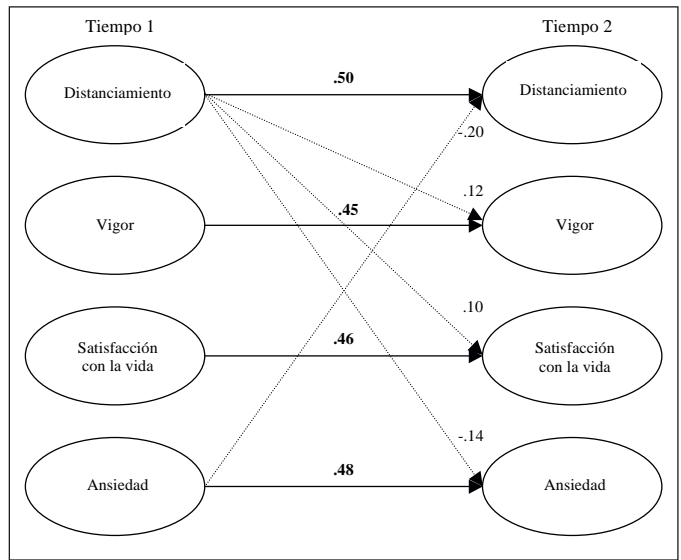 Tiempo 1
Tiempo 2
Distanciamiento
.50
Distanciamiento
-.20
.12
Vigor
.45
Vigor
.10
Satisfacción
con la vida
.46
Satisfacción
con la vida
-.14
Ansiedad
.48
Ansiedad